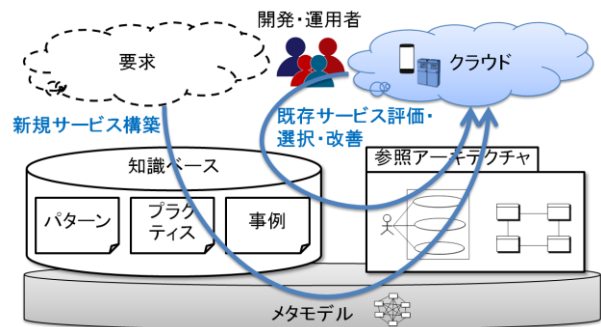 開発・運用者
要求
クラウド
新規サービス構築
既存サービス評価・
選択・改善
知識ベース
参照アーキテクチャ
パターン
プラク
ティス
事例
メタモデル